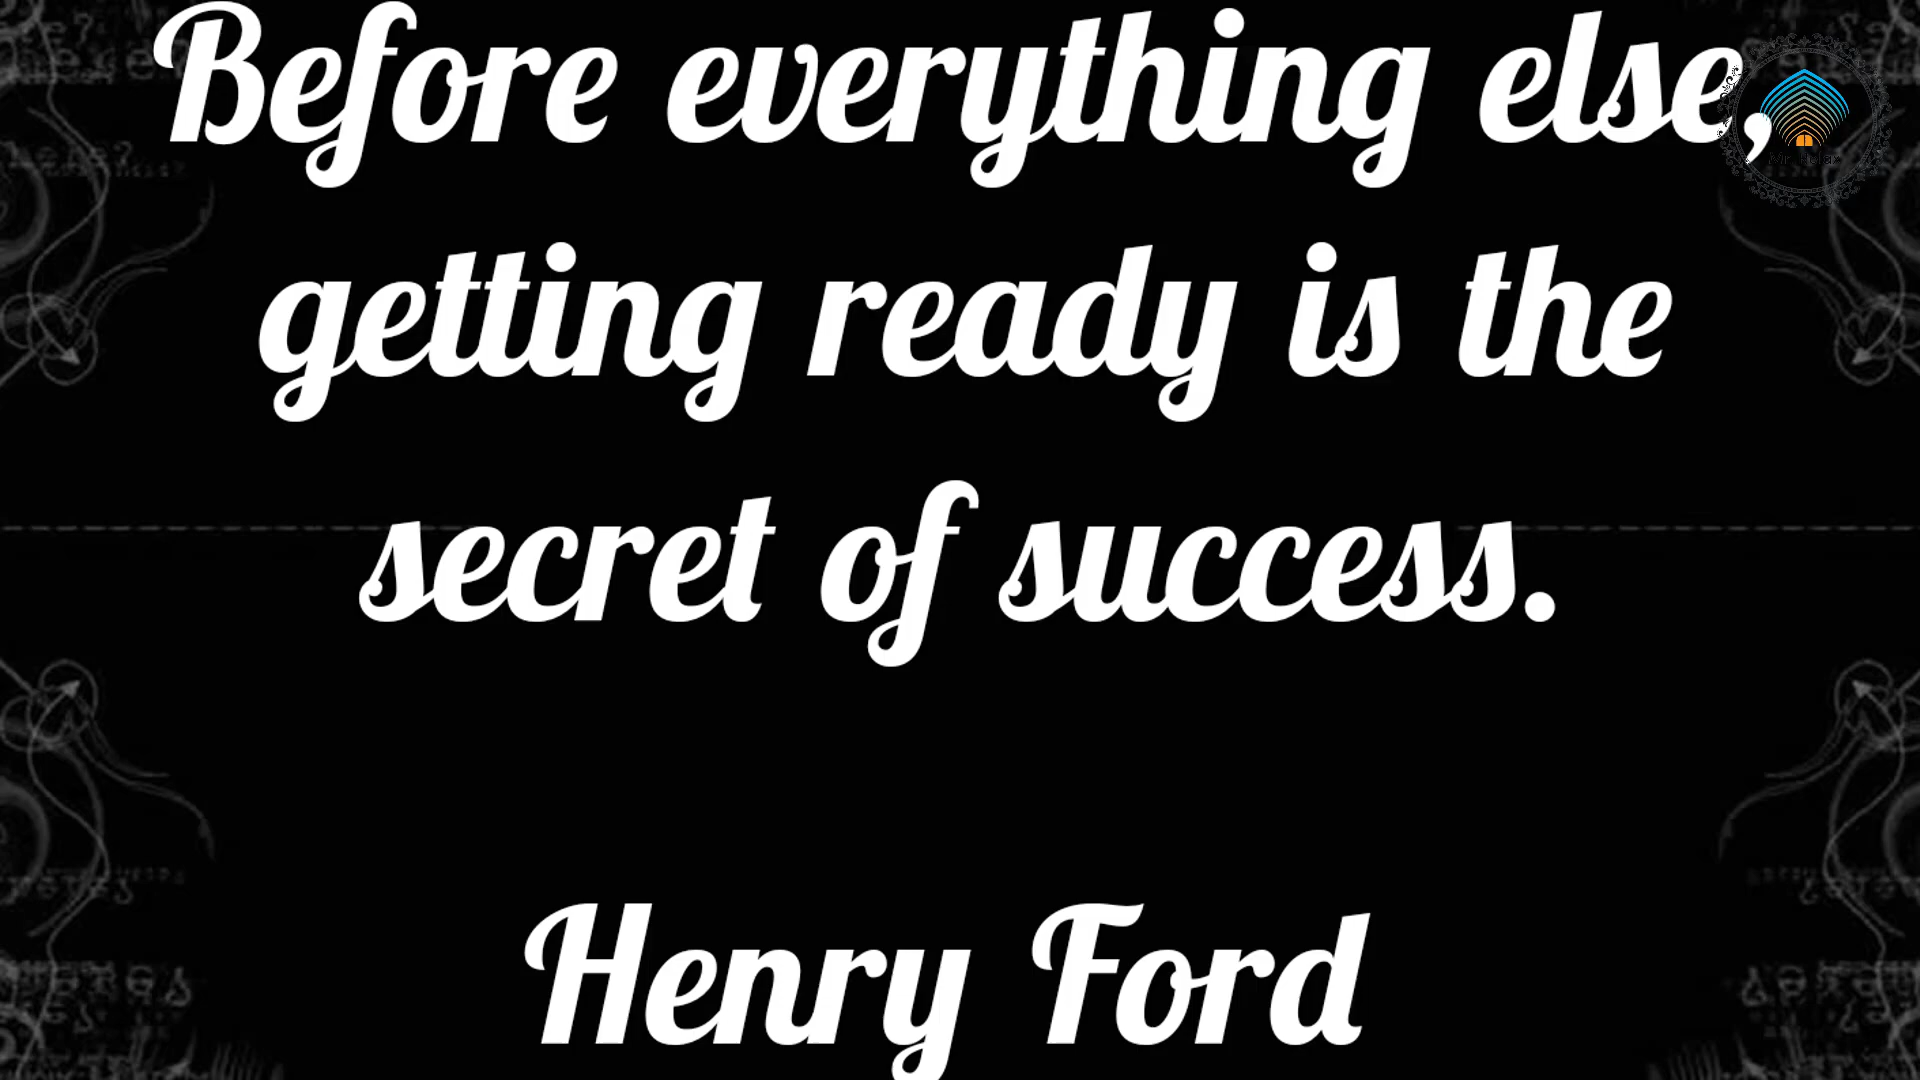 Before everything else,
getting ready is the
secret of success.
Henry Ford